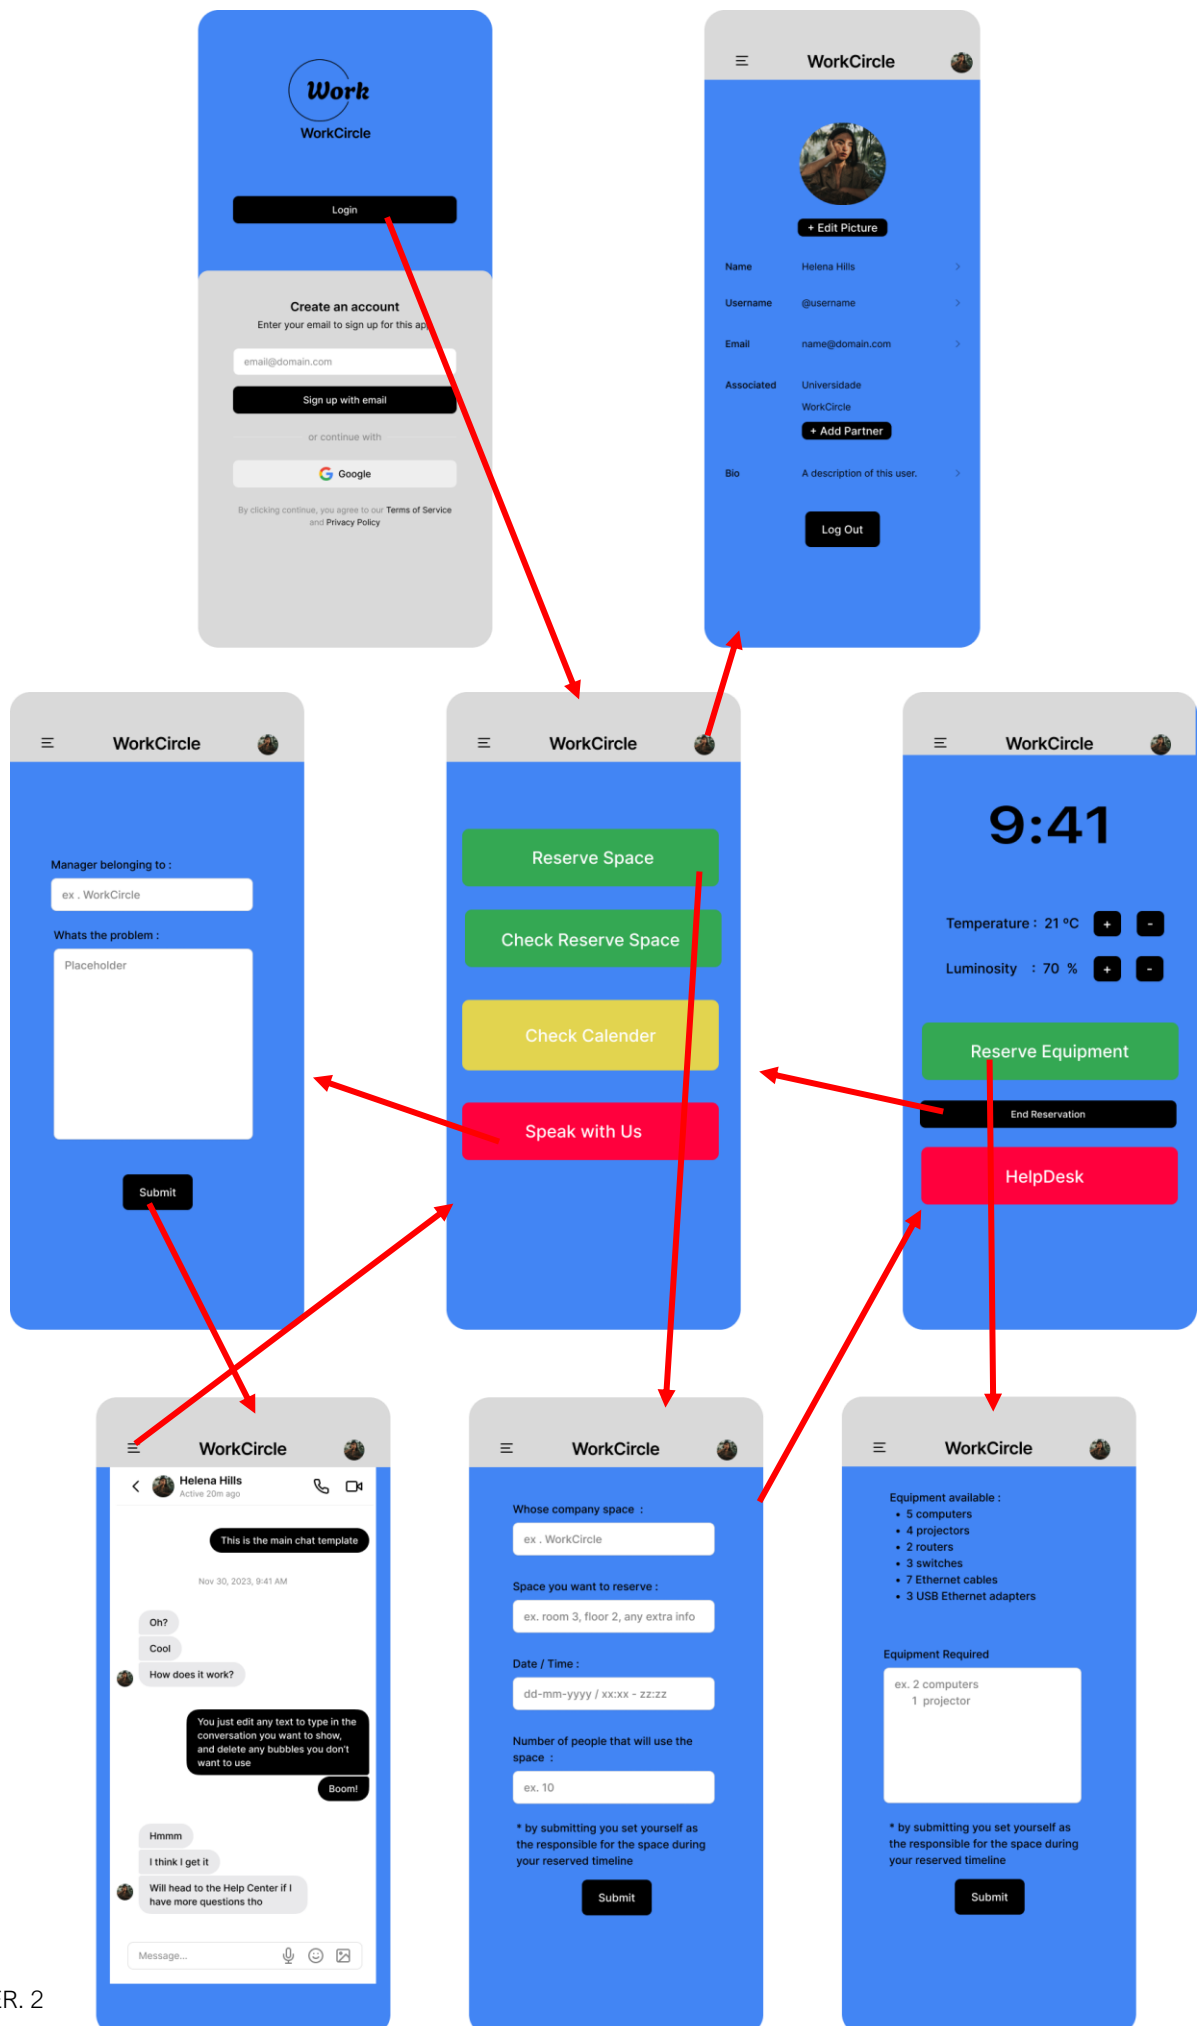 Work
WorkCircle
Login
Create an account
Enter your email to sign up for this ap
email@domain.com
Sign up with email
or continue with
Google
By clicking continue, you agree to our Terms of Service
and Privacy Policy
WorkCircle
+ Edit Picture
Name Helena Hills
Username @username
Email name@domain.com
Associated Universidade
WorkCircle
+ Add Partner
Bio A description of this user.
Log Out
WorkCircle
Manager belonging to :
ex . WorkCircle
Whats the problem :
Placeholder
Submit
WorkCircle
Reserve Space
Check Reserve Space
Check Calender
Speak with Us
WorkCircle
9:41
Temperature : 21 ºC + -
Luminosity : 70 % + -
Reserve Equipment
End Reservation
HelpDesk
WorkCircle
Helena Hills
Active 20m ago
This is the main chat template
Nov 30, 2023, 9:41 AM
Oh?
Cool
How does it work?
You just edit any text to type in the
conversation you want to show,
and delete any bubbles you don't
want to use
Boom!
Hmmm
I think I get it
Will head to the Help Center if I
have more questions tho
Message...
WorkCircle
Whose company space :
ex . WorkCircle
Space you want to reserve :
ex. room 3, floor 2, any extra info
Date / Time :
dd-mm-yyyy / xx:xx - zz:zz
Number of people that will use the
space :
ex. 10
* by submitting you set yourself as
the responsible for the space during
your reserved timeline
Submit
WorkCircle
Equipment available :
• 5 computers
• 4 projectors
• 2 routers
• 3 switches
• 7 Ethernet cables
• 3 USB Ethernet adapters
Equipment Required
ex. 2 computers
1 projector
* by submitting you set yourself as
the responsible for the space during
your reserved timeline
Submit
ER. 2